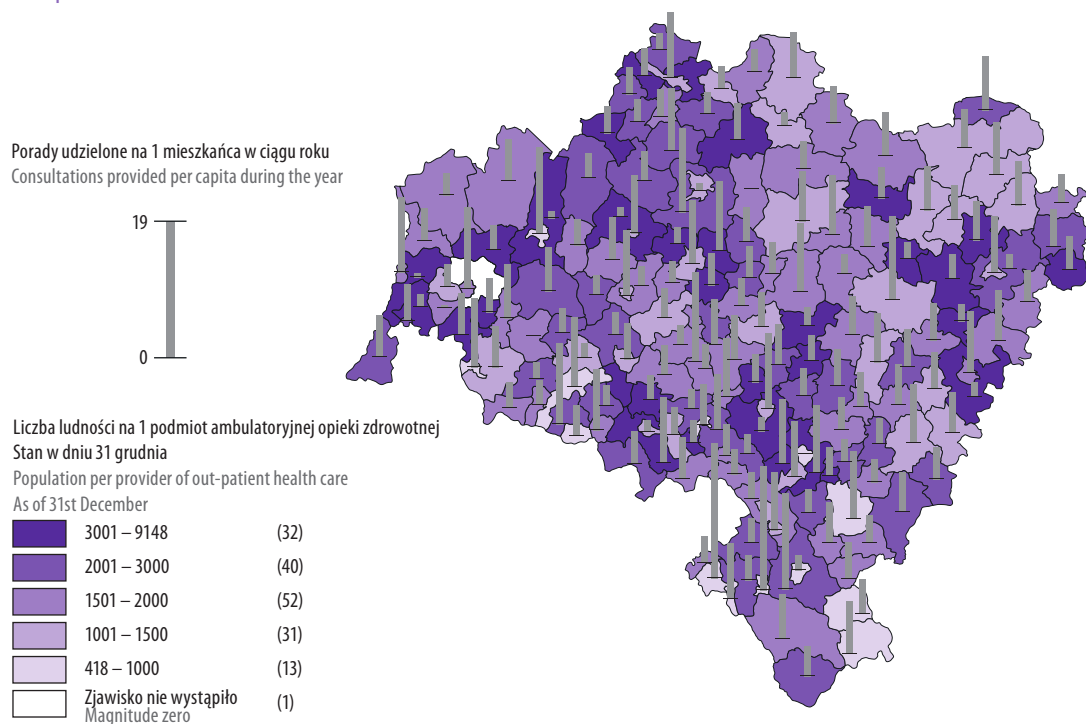 Porady udzielone na 1 mieszkańca w ciągu roku
Consultations provided per capita during the year
19
0
Liczba ludności na 1 podmiot ambulatoryjnej opieki zdrowotnej
Stan w dniu 31 grudnia
Population per provider of out-patient health care
As of 31st December
3001 – 9148 (32)
2001 – 3000 (40)
1501 – 2000 (52)
1001 – 1500 (31)
418 – 1000 (13)
Zjawisko nie wystąpiło (1)
Magnitude zero